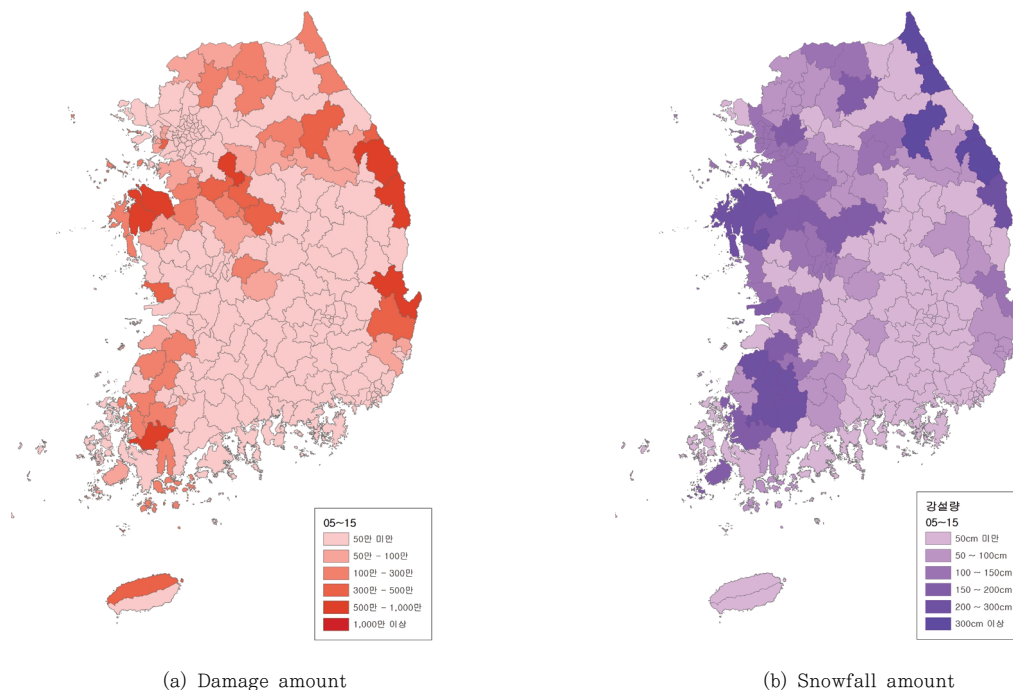 05~15
50만 미만
50만 - 100만
100만 - 300만
300만 - 500만
500만 - 1,000만
1,000만 이상
강설량
05~15
50cm 미만
50 ~ 100cm
100 ~ 150cm
150 ~ 200cm
200 ~ 300cm
300cm 이상
(a) Damage amount
(b) Snowfall amount